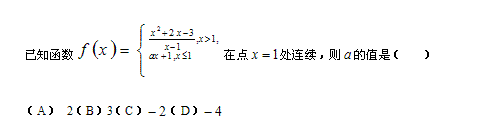 已知函数 f(x) = { (x²+2x-3)/(x-1), x>1, ax+1, x≤1 在点 x=1 处连续,则 a 的值是( )
(A) 2(B)3(C)-2(D)-4